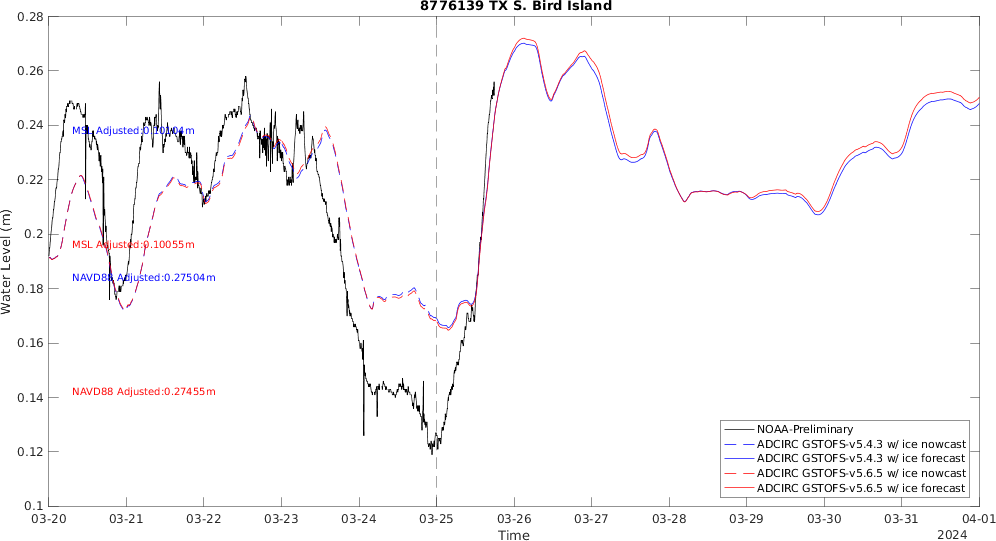 8776139 TX S. Bird Island
Water Level (m)
0.28
0.26
0.24
0.22
0.2
0.18
0.16
0.14
0.12
0.1
MSL Adjusted:0.10104m
MSL Adjusted:0.10055m
NAVD88 Adjusted:0.27504m
NAVD88 Adjusted:0.27455m
NOAA-Preliminary
ADCIRC GSTOFS-v5.4.3 w/ ice nowcast
ADCIRC GSTOFS-v5.4.3 w/ ice forecast
ADCIRC GSTOFS-v5.6.5 w/ ice nowcast
ADCIRC GSTOFS-v5.6.5 w/ ice forecast
03-20 03-21 03-22 03-23 03-24 03-25 03-26 03-27 03-28 03-29 03-30 03-31 04-01
Time
2024